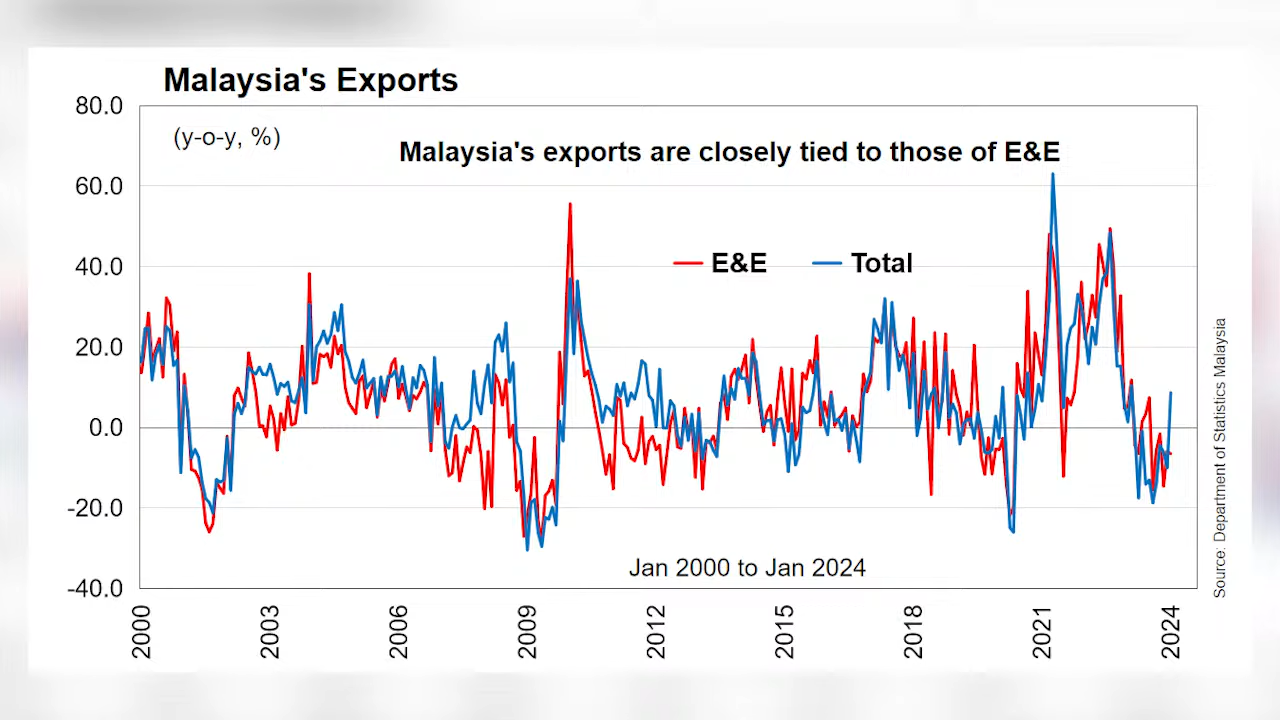 Malaysia's Exports
(y-o-y, %)
Malaysia's exports are closely tied to those of E&E
E&E
Total
80.0
60.0
40.0
20.0
0.0
-20.0
-40.0
Jan 2000 to Jan 2024
2000
2003
2006
2009
2012
2015
2018
2021
2024
Source: Department of Statistics Malaysia